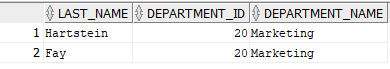 LAST_NAME DEPARTMENT_ID DEPARTMENT_NAME
1 Hartstein 20 Marketing
2 Fay 20 Marketing